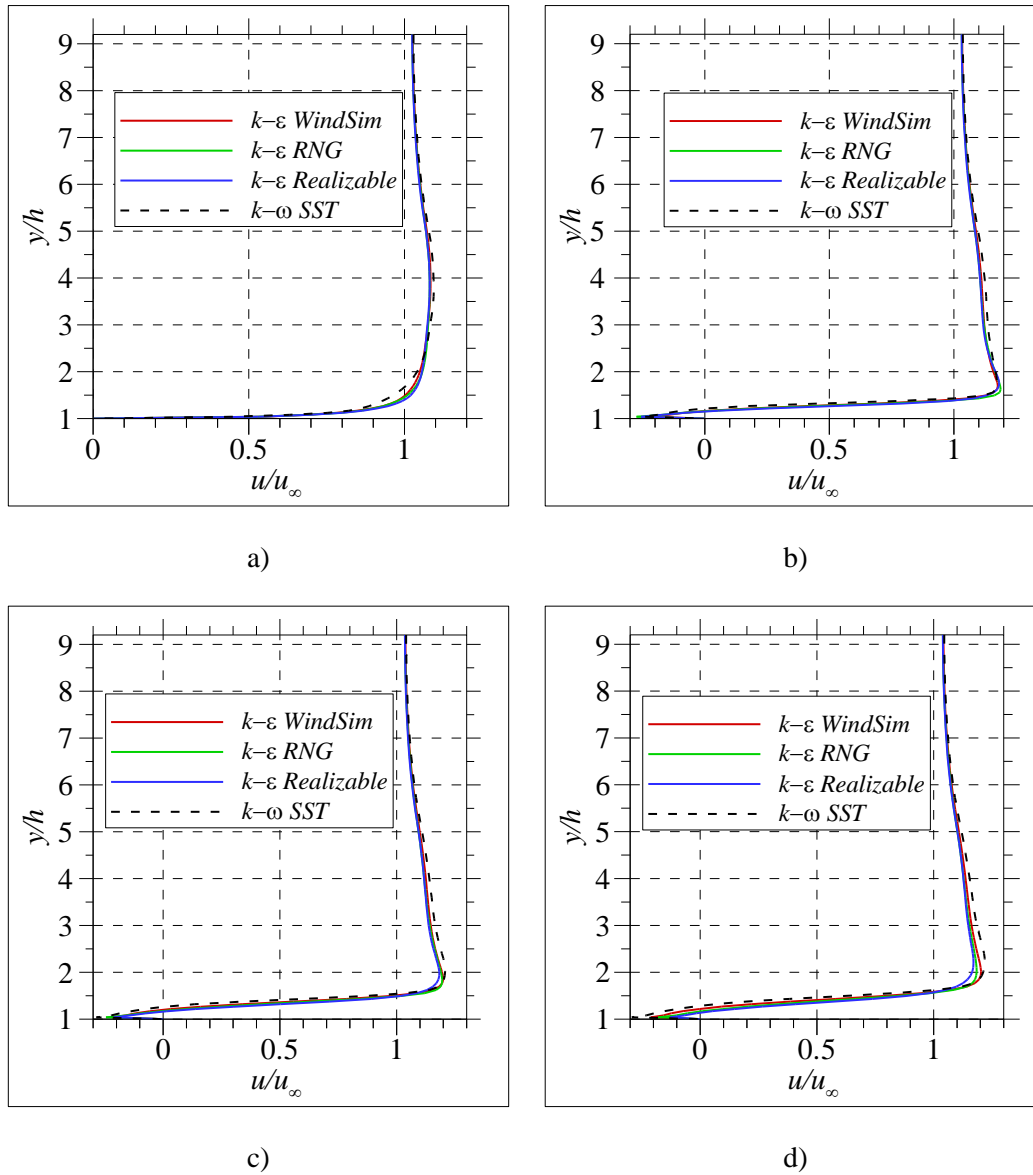 9
8
7
6
5
4
3
2
1
y/h
k−ε WindSim
k−ε RNG
k−ε Realizable
k−ω SST
0 0.5 1
u/u∞
a)
9
8
7
6
5
4
3
2
1
y/h
k−ε WindSim
k−ε RNG
k−ε Realizable
k−ω SST
0 0.5 1
u/u∞
b)
9
8
7
6
5
4
3
2
1
y/h
k−ε WindSim
k−ε RNG
k−ε Realizable
k−ω SST
0 0.5 1
u/u∞
c)
9
8
7
6
5
4
3
2
1
y/h
k−ε WindSim
k−ε RNG
k−ε Realizable
k−ω SST
0 0.5 1
u/u∞
d)